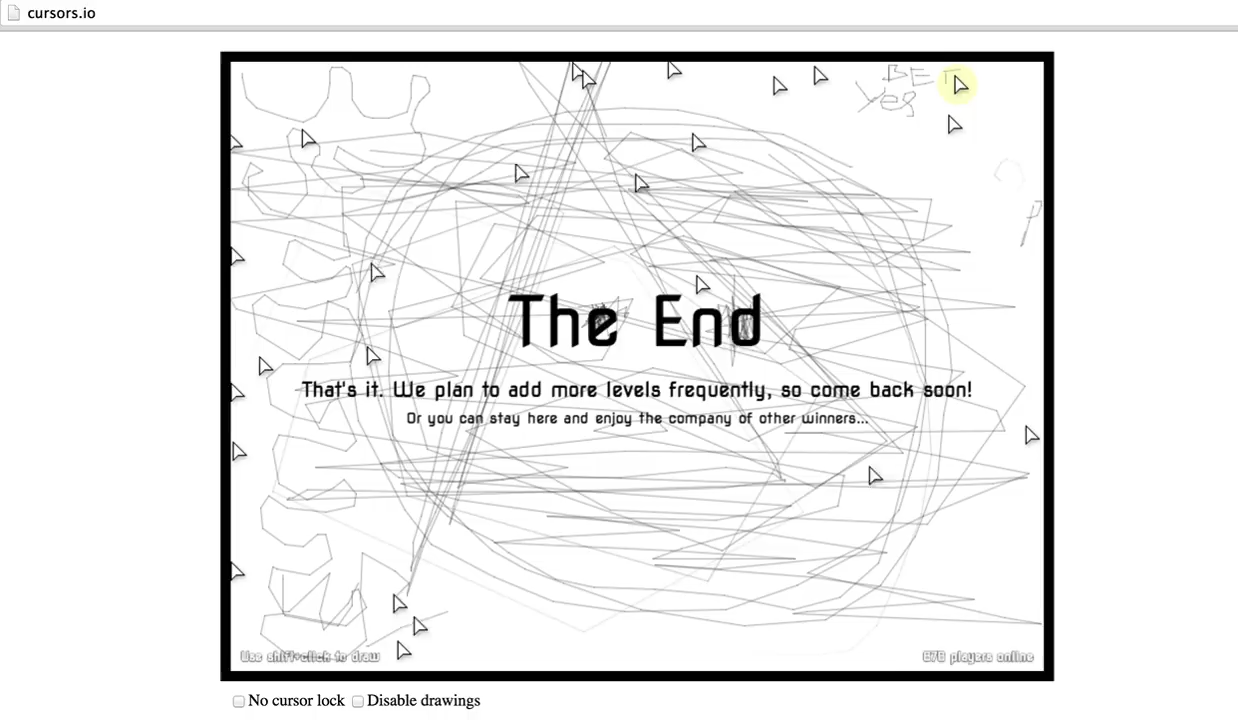 cursors.io
BE
Yes
The End
That's it. We plan to add more levels frequently, so come back soon!
Or you can stay here and enjoy the company of other winners...
Use shift+click to draw
players online
No cursor lock
Disable drawings